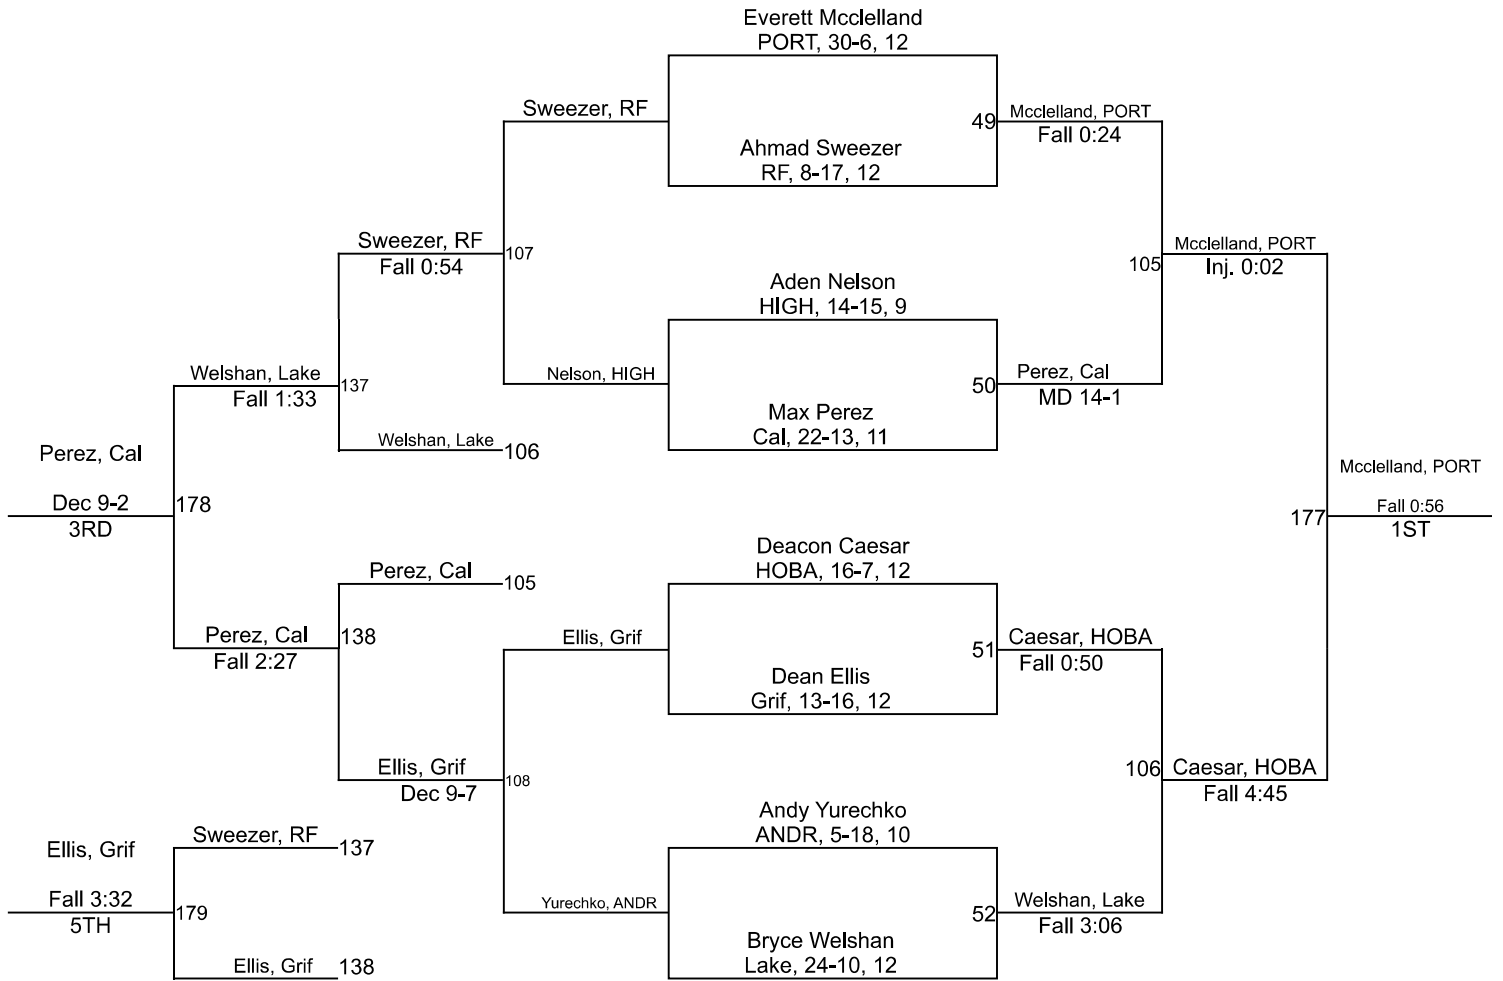 Everett Mcclelland
PORT, 30-6, 12
Sweezer, RF
49
Mcclelland, PORT
Fall 0:24
Ahmad Sweezer
RF, 8-17, 12
Sweezer, RF
Fall 0:54
107
105
Mcclelland, PORT
Inj. 0:02
Aden Nelson
HIGH, 14-15, 9
Welshan, Lake
Fall 1:33
137
Nelson, HIGH
50
Perez, Cal
MD 14-1
Max Perez
Cal, 22-13, 11
Welshan, Lake
106
Perez, Cal
Dec 9-2
3RD
178
177
Mcclelland, PORT
Fall 0:56
1ST
Deacon Caesar
HOBA, 16-7, 12
Perez, Cal
105
Perez, Cal
Fall 2:27
138
Ellis, Grif
51
Caesar, HOBA
Fall 0:50
Dean Ellis
Grif, 13-16, 12
Ellis, Grif
Dec 9-7
108
106
Caesar, HOBA
Fall 4:45
Andy Yurechko
ANDR, 5-18, 10
Sweezer, RF
137
Ellis, Grif
Fall 3:32
5TH
179
Yurechko, ANDR
52
Welshan, Lake
Fall 3:06
Bryce Welshan
Lake, 24-10, 12
Ellis, Grif
138